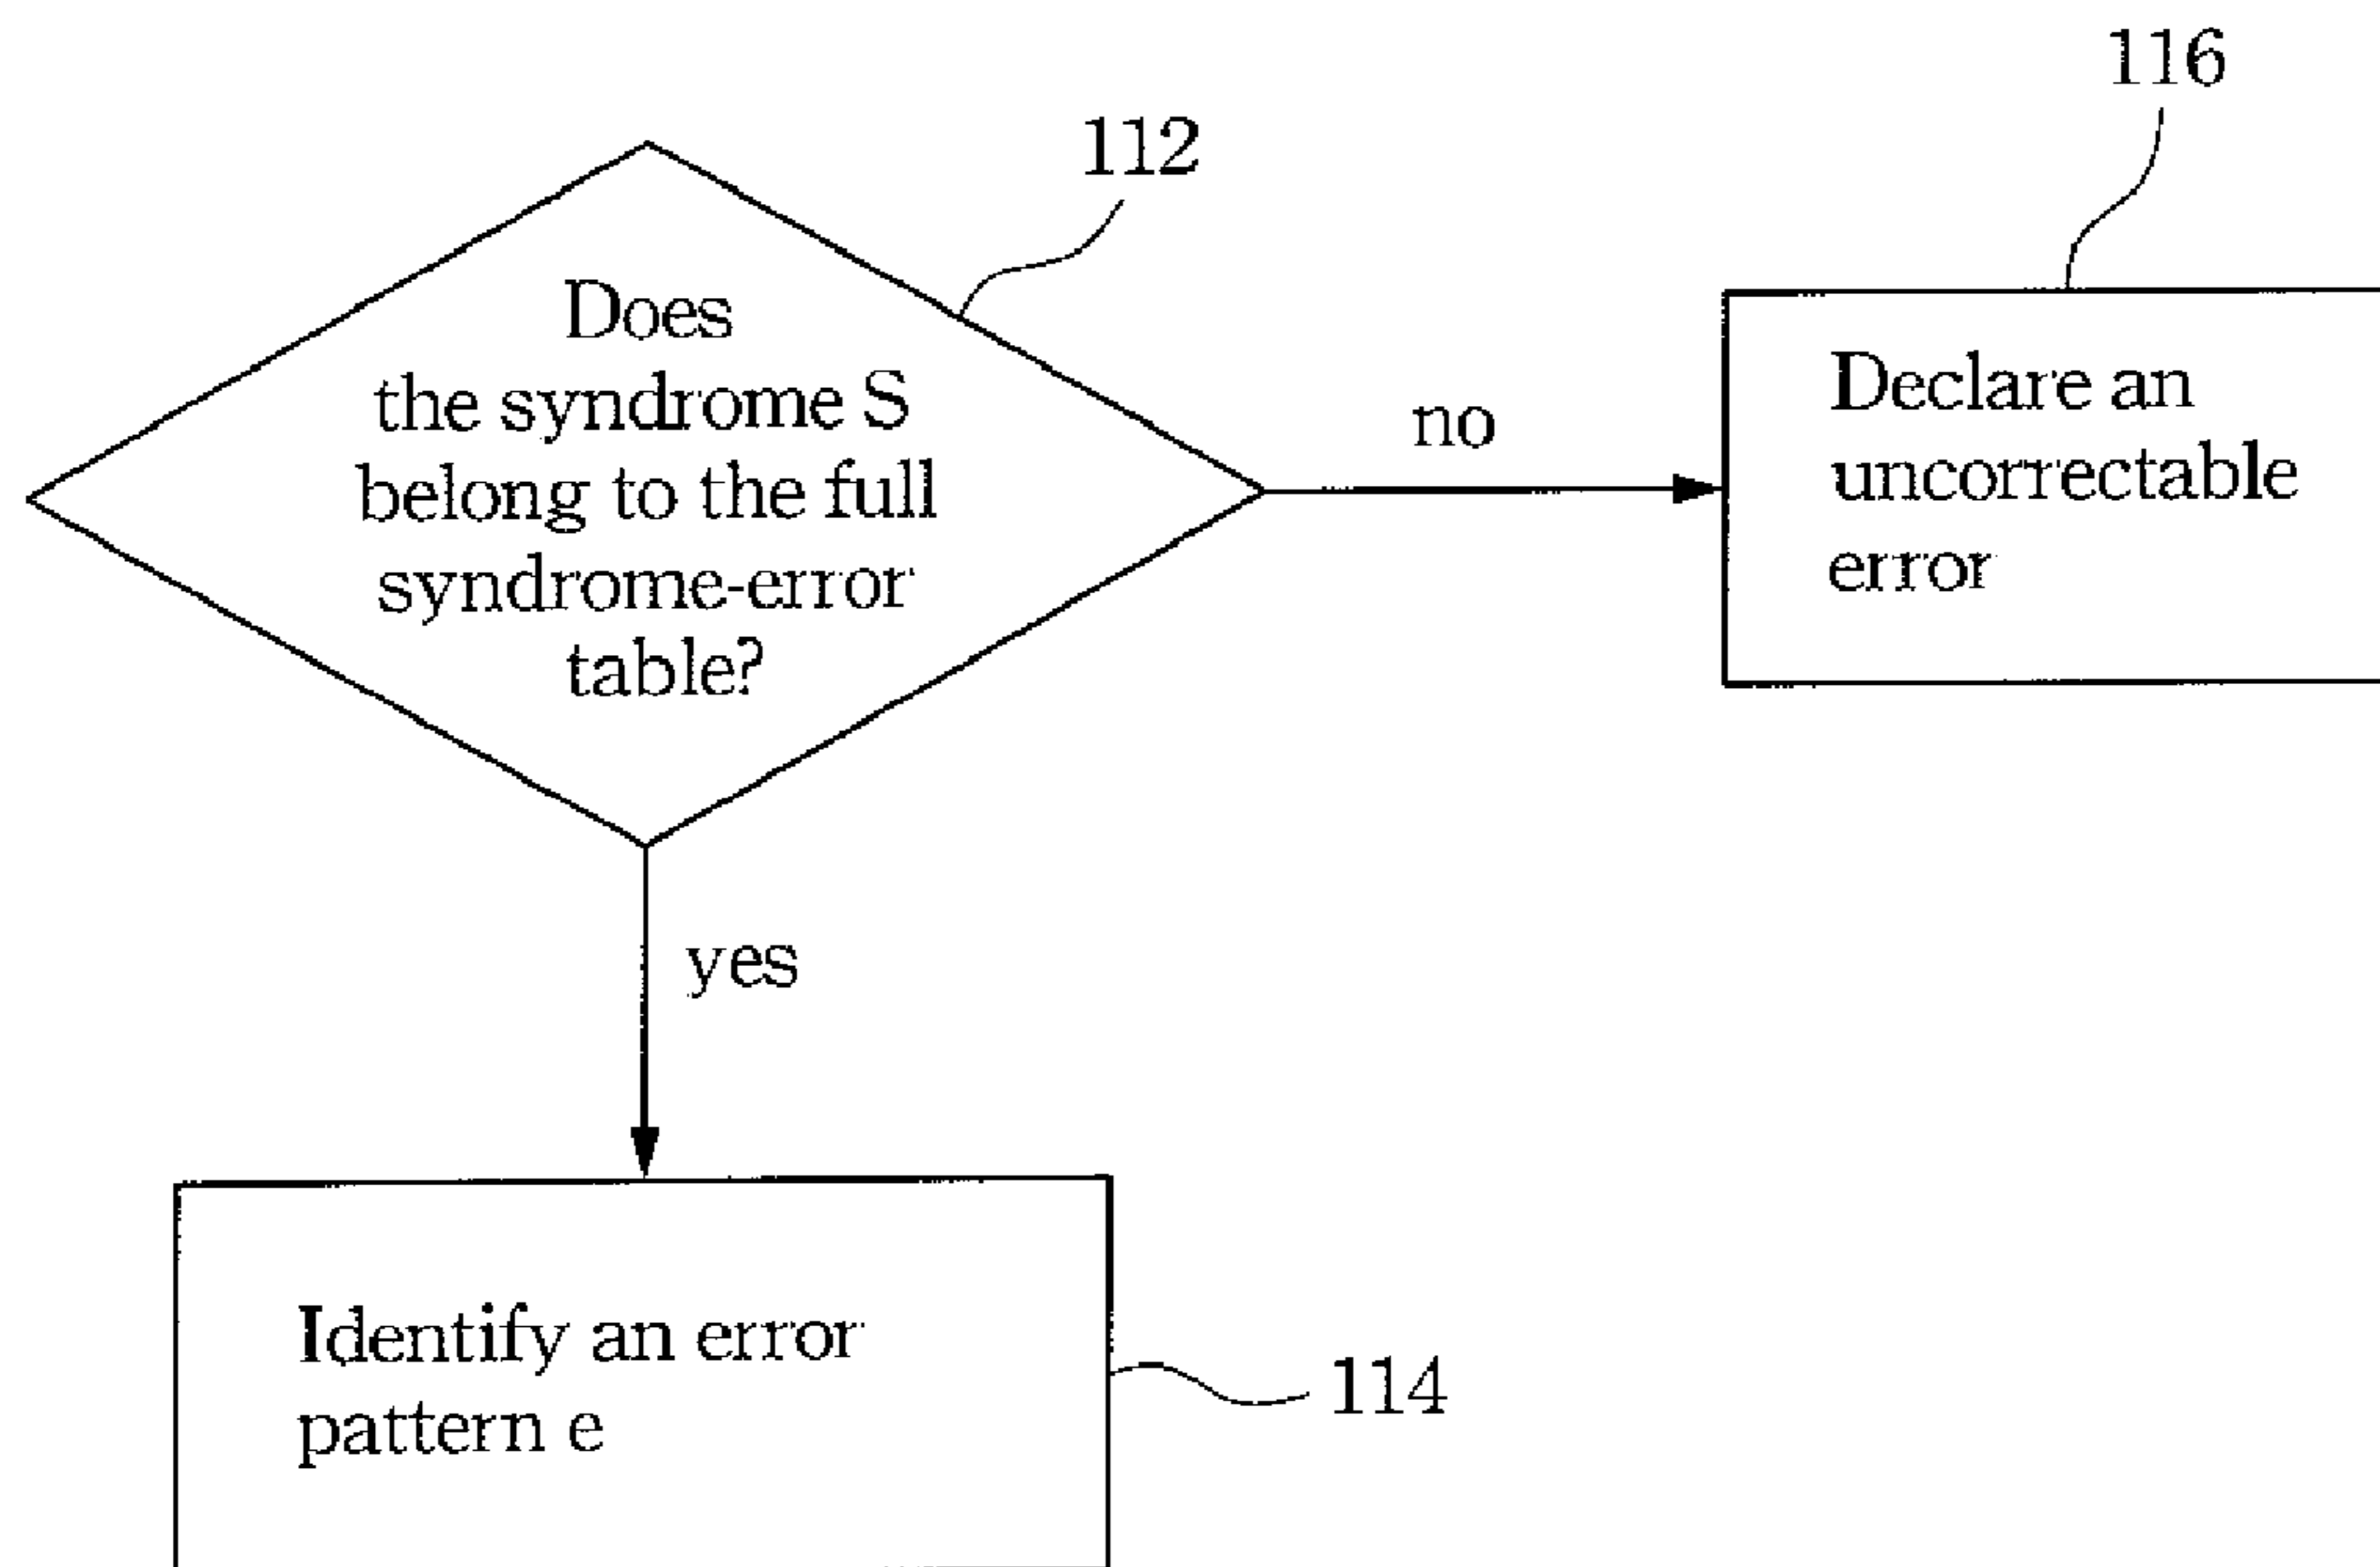 116
112
Does
the syndrome S
belong to the full
syndrome-error
table?
no
Declare an
uncorrectable
error
yes
Identify an error
pattern e
114